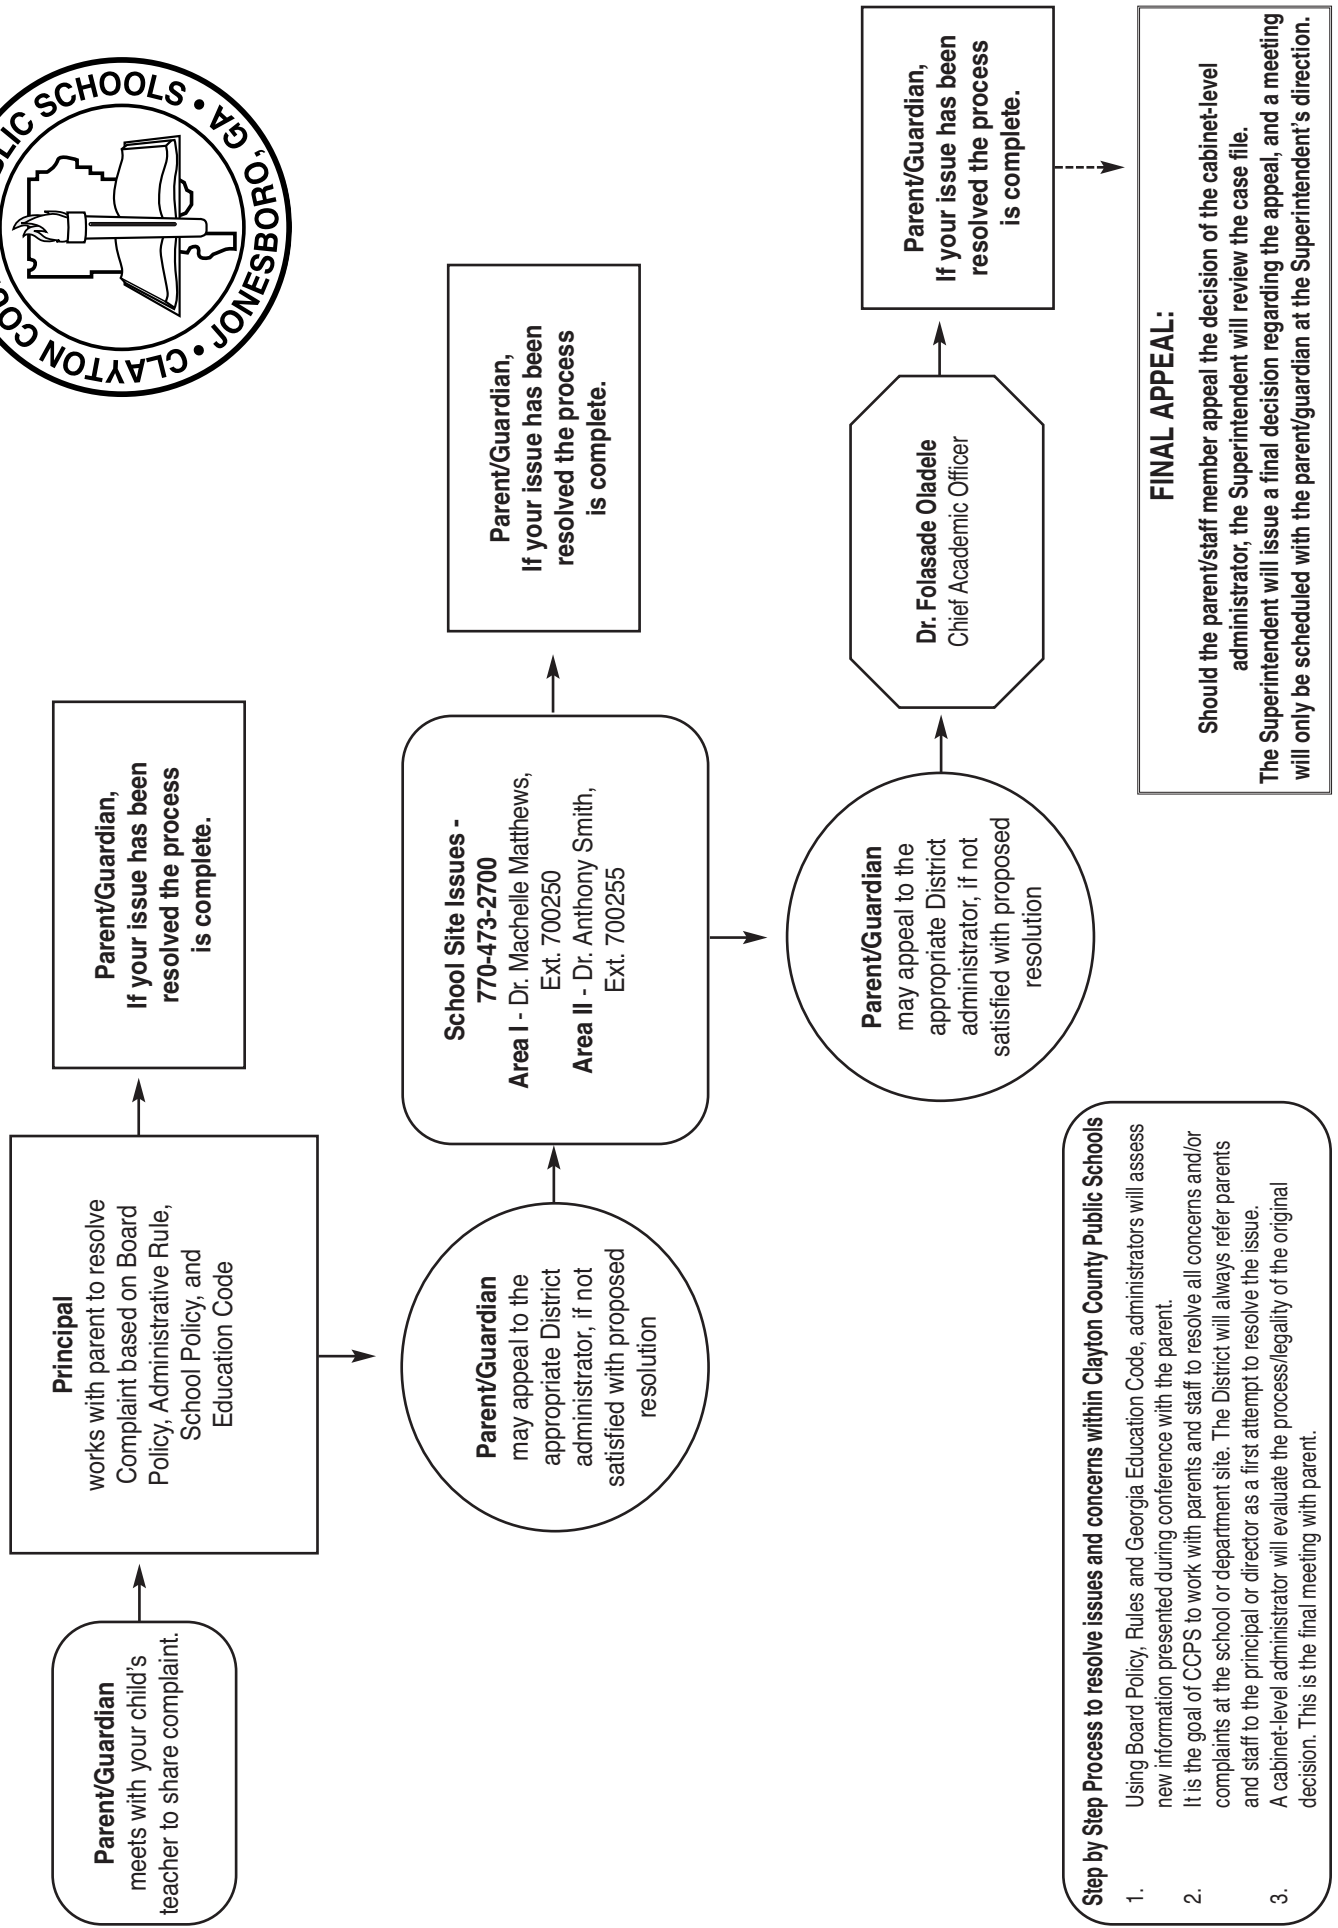 CLAYTON
SCHOOLS •
JONESBORO, GA •
Parent/Guardian
meets with your child's
teacher to share complaint.
Principal
works with parent to resolve
Complaint based on Board
Policy, Administrative Rule,
School Policy, and
Education Code
Parent/Guardian,
If your issue has been
resolved the process
is complete.
Parent/Guardian
may appeal to the
appropriate District
administrator, if not
satisfied with proposed
resolution
School Site Issues -
770-473-2700
Area I - Dr. Machelle Matthews,
Ext. 700250
Area II - Dr. Anthony Smith,
Ext. 700255
Parent/Guardian,
If your issue has been
resolved the process
is complete.
Parent/Guardian
may appeal to the
appropriate District
administrator, if not
satisfied with proposed
resolution
Dr. Folasade Oladele
Chief Academic Officer
Parent/Guardian,
If your issue has been
resolved the process
is complete.
Step by Step Process to resolve issues and concerns within Clayton County Public Schools
1. Using Board Policy, Rules and Georgia Education Code, administrators will assess
new information presented during conference with the parent.
2. It is the goal of CCPS to work with parents and staff to resolve all concerns and/or
complaints at the school or department site. The District will always refer parents
and staff to the principal or director as a first attempt to resolve the issue.
3. A cabinet-level administrator will evaluate the process/legality of the original
decision. This is the final meeting with parent.
FINAL APPEAL:
Should the parent/staff member appeal the decision of the cabinet-level
administrator, the Superintendent will review the case file.
The Superintendent will issue a final decision regarding the appeal, and a meeting
will only be scheduled with the parent/guardian at the Superintendent's direction.